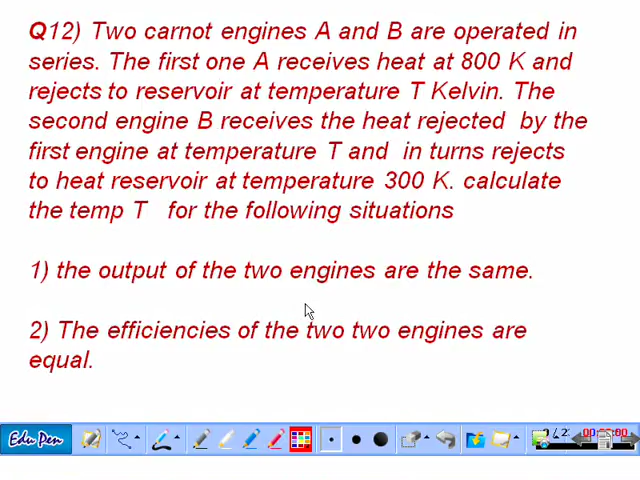 Q12) Two carnot engines A and B are operated in
series. The first one A receives heat at 800 K and
rejects to reservoir at temperature T Kelvin. The
second engine B receives the heat rejected by the
first engine at temperature T and in turns rejects
to heat reservoir at temperature 300 K. calculate
the temp T for the following situations
1) the output of the two engines are the same.
2) The efficiencies of the two two engines are
equal.
Edu Pen